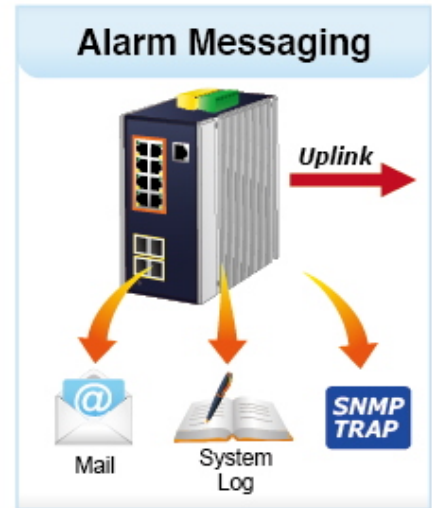 Alarm Messaging
Uplink
@
Mail
System
Log
SNMP
TRAP